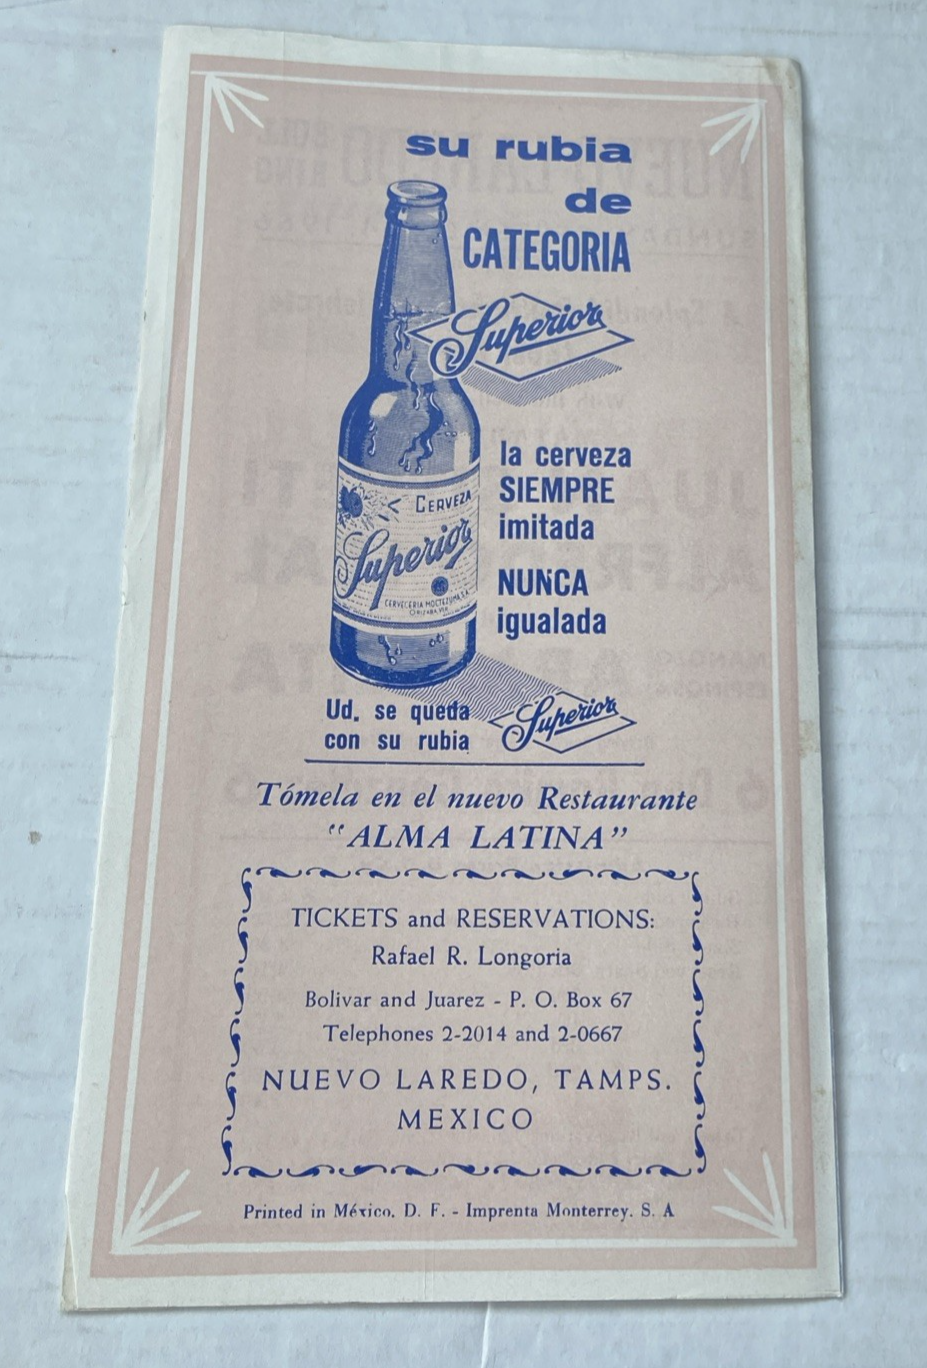 su rubia
de
CATEGORIA
Superior
CERVEZA
Superior
CERVECERIA MOCTEZUMA, S.A.
ORIZABA, VER.
la cerveza
SIEMPRE
imitada
NUNCA
igualada
Ud. se queda
con su rubia
Superior
Tómela en el nuevo Restaurante
"ALMA LATINA"
TICKETS and RESERVATIONS:
Rafael R. Longoria
Bolivar and Juarez - P. O. Box 67
Telephones 2-2014 and 2-0667
NUEVO LAREDO, TAMPS.
MEXICO
Printed in México. D. F. - Imprenta Monterrey. S. A